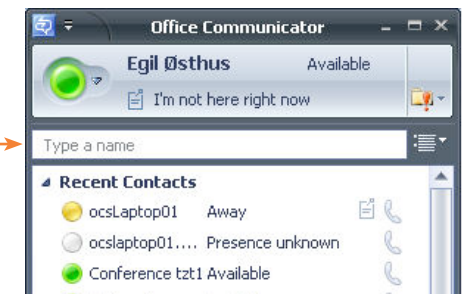 Office Communicator
Egil Østhus Available
I'm not here right now
Type a name
Recent Contacts
ocsLaptop01 Away
ocslaptop01.... Presence unknown
Conference tzt1 Available